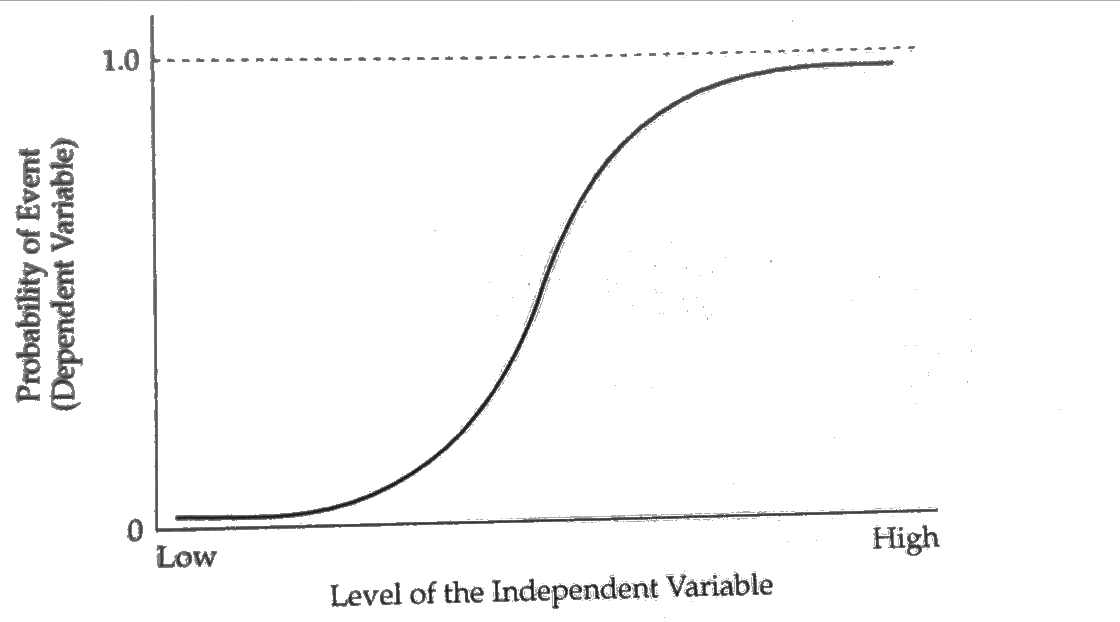 1.0
Probability of Event
(Dependent Variable)
0
Low
High
Level of the Independent Variable